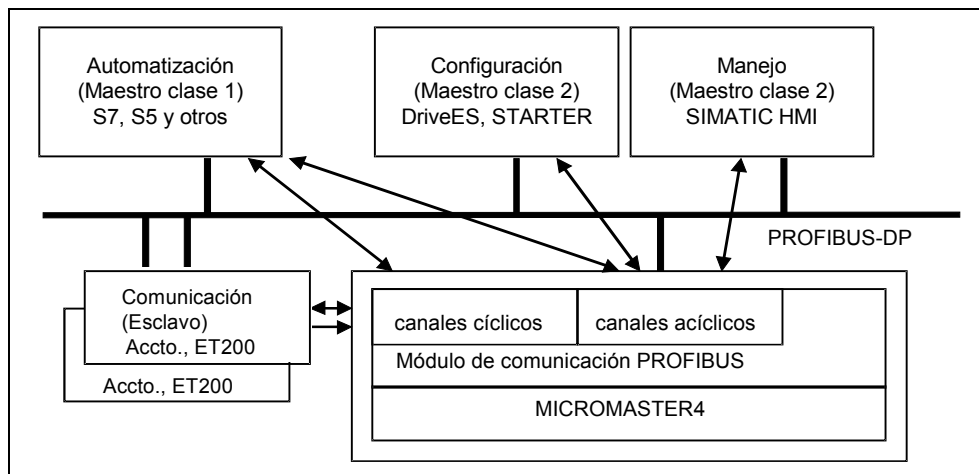 Automatización
(Maestro clase 1)
S7, S5 y otros
Configuración
(Maestro clase 2)
DriveES, STARTER
Manejo
(Maestro clase 2)
SIMATIC HMI
PROFIBUS-DP
Comunicación
(Esclavo)
Accto., ET200
Accto., ET200
canales cíclicos
canales acíclicos
Módulo de comunicación PROFIBUS
MICROMASTER4